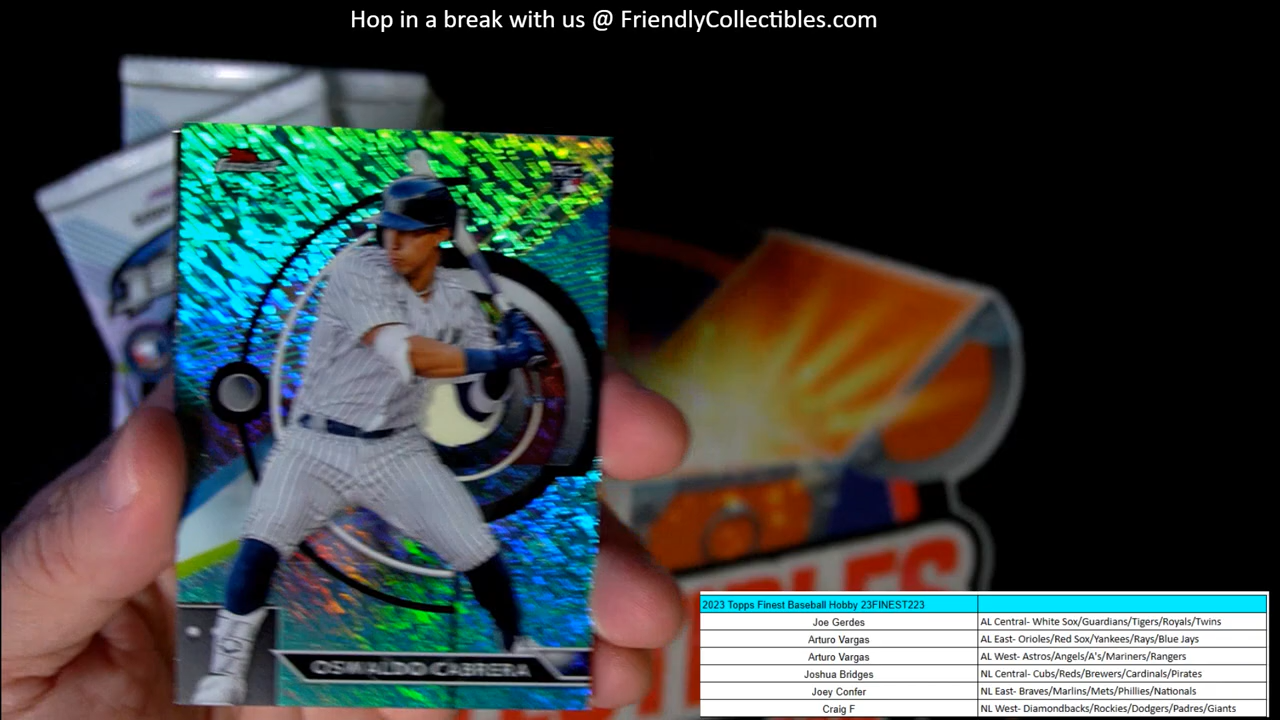 Hop in a break with us @ FriendlyCollectibles.com
RC
OSWALDO CABRERA
2023 Topps Finest Baseball Hobby 23FINEST223
Joe Gerdes AL Central- White Sox/Guardians/Tigers/Royals/Twins
Arturo Vargas AL East- Orioles/Red Sox/Yankees/Rays/Blue Jays
Arturo Vargas AL West- Astros/Angels/A's/Mariners/Rangers
Joshua Bridges NL Central- Cubs/Reds/Brewers/Cardinals/Pirates
Joey Confer NL East- Braves/Marlins/Mets/Phillies/Nationals
Craig F NL West- Diamondbacks/Rockies/Dodgers/Padres/Giants